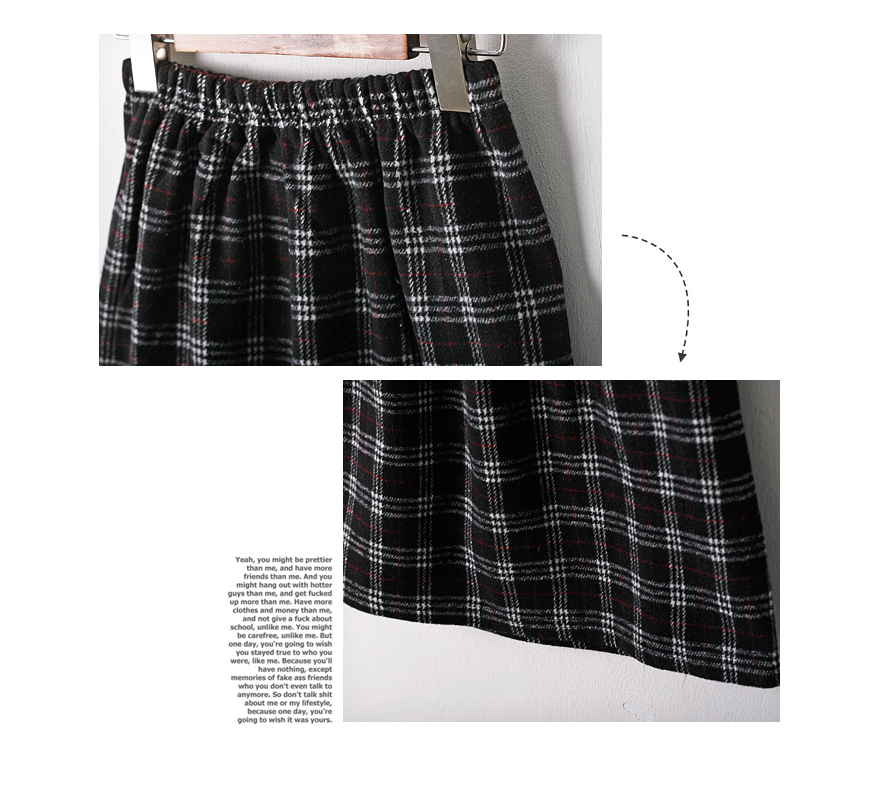 Yeah, you might be prettier
than me, and have more
friends than me. And you
might hang out with hotter
guys than me, and get fucked
up more than me. Have more
clothes and money than me,
and not give a fuck about
school, unlike me. You might
be carefree, unlike me. But
one day, you're going to wish
you stayed true to who you
were, like me. Because you'll
have nothing, except
memories of fake ass friends
who you don't even talk to
anymore. So don't talk shit
about me or my lifestyle,
because one day, you're
going to wish it was yours.